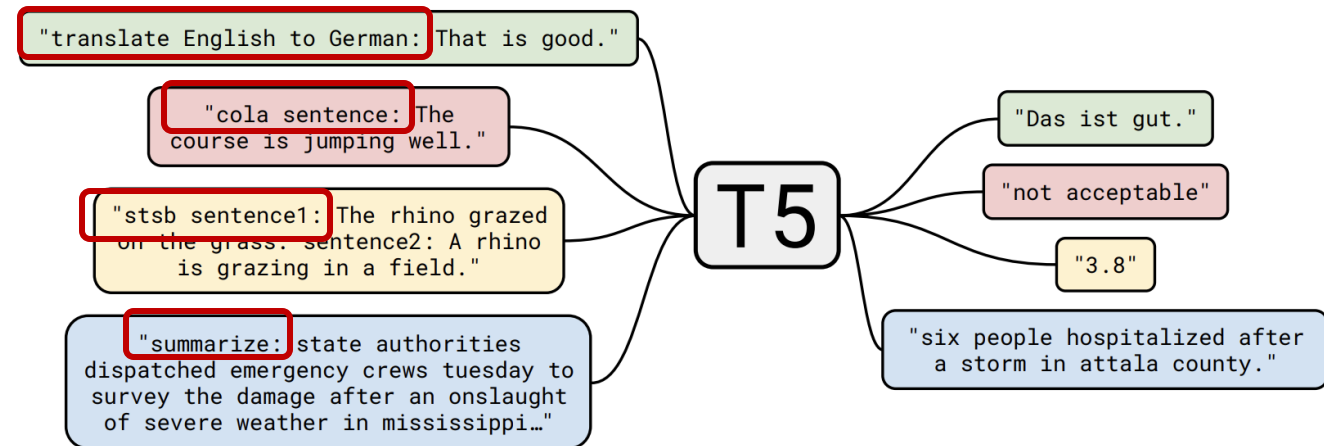 "translate English to German: That is good."
"cola sentence: The
course is jumping well."
"stsb sentence1: The rhino grazed
on the grass. sentence2: A rhino
is grazing in a field."
"summarize: state authorities
dispatched emergency crews tuesday to
survey the damage after an onslaught
of severe weather in mississippi…"
T5
"Das ist gut."
"not acceptable"
"3.8"
"six people hospitalized after
a storm in attala county."